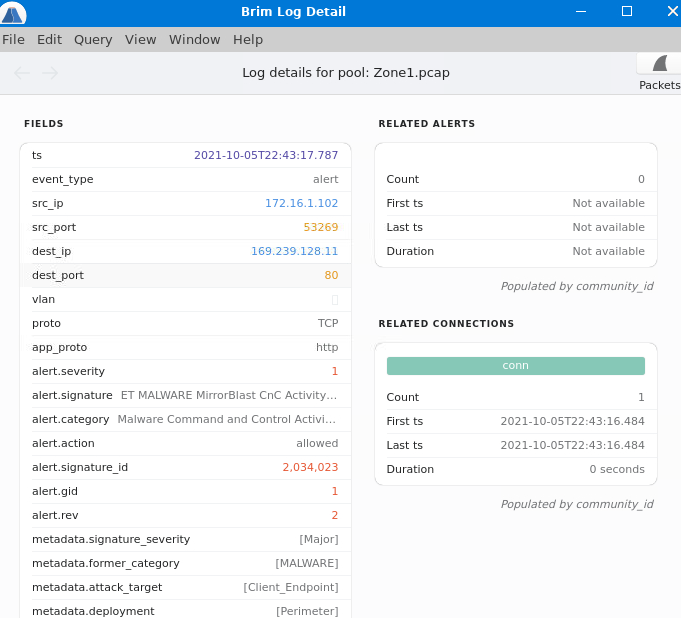 Brim Log Detail
File Edit Query View Window Help
Log details for pool: Zone1.pcap
Packets
FIELDS
ts 2021-10-05T22:43:17.787
event_type alert
src_ip 172.16.1.102
src_port 53269
dest_ip 169.239.128.11
dest_port 80
vlan
proto TCP
app_proto http
alert.severity 1
alert.signature ET MALWARE MirrorBlast CnC Activity...
alert.category Malware Command and Control Activi...
alert.action allowed
alert.signature_id 2,034,023
alert.gid 1
alert.rev 2
metadata.signature_severity [Major]
metadata.former_category [MALWARE]
metadata.attack_target [Client_Endpoint]
metadata.deployment [Perimeter]
RELATED ALERTS
Count 0
First ts Not available
Last ts Not available
Duration Not available
Populated by community_id
RELATED CONNECTIONS
conn
Count 1
First ts 2021-10-05T22:43:16.484
Last ts 2021-10-05T22:43:16.484
Duration 0 seconds
Populated by community_id